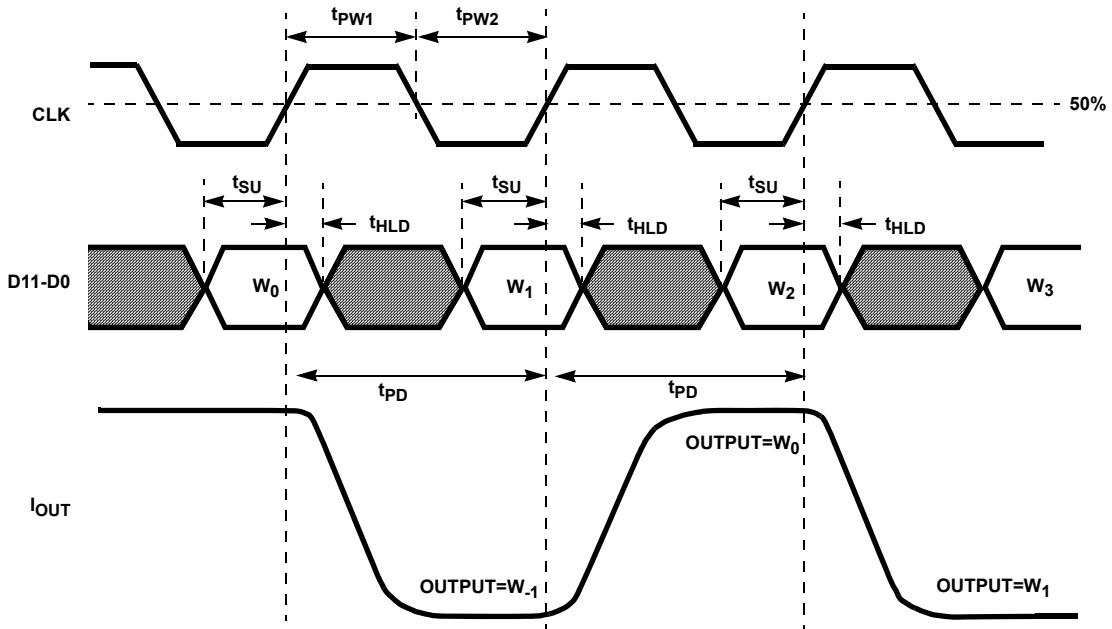 tPW1 tPW2
CLK
50%
tSU tSU tSU
tHLD tHLD tHLD
D11-D0
W0 W1 W2 W3
tPD tPD
OUTPUT=W0
IOUT
OUTPUT=W-1 OUTPUT=W1